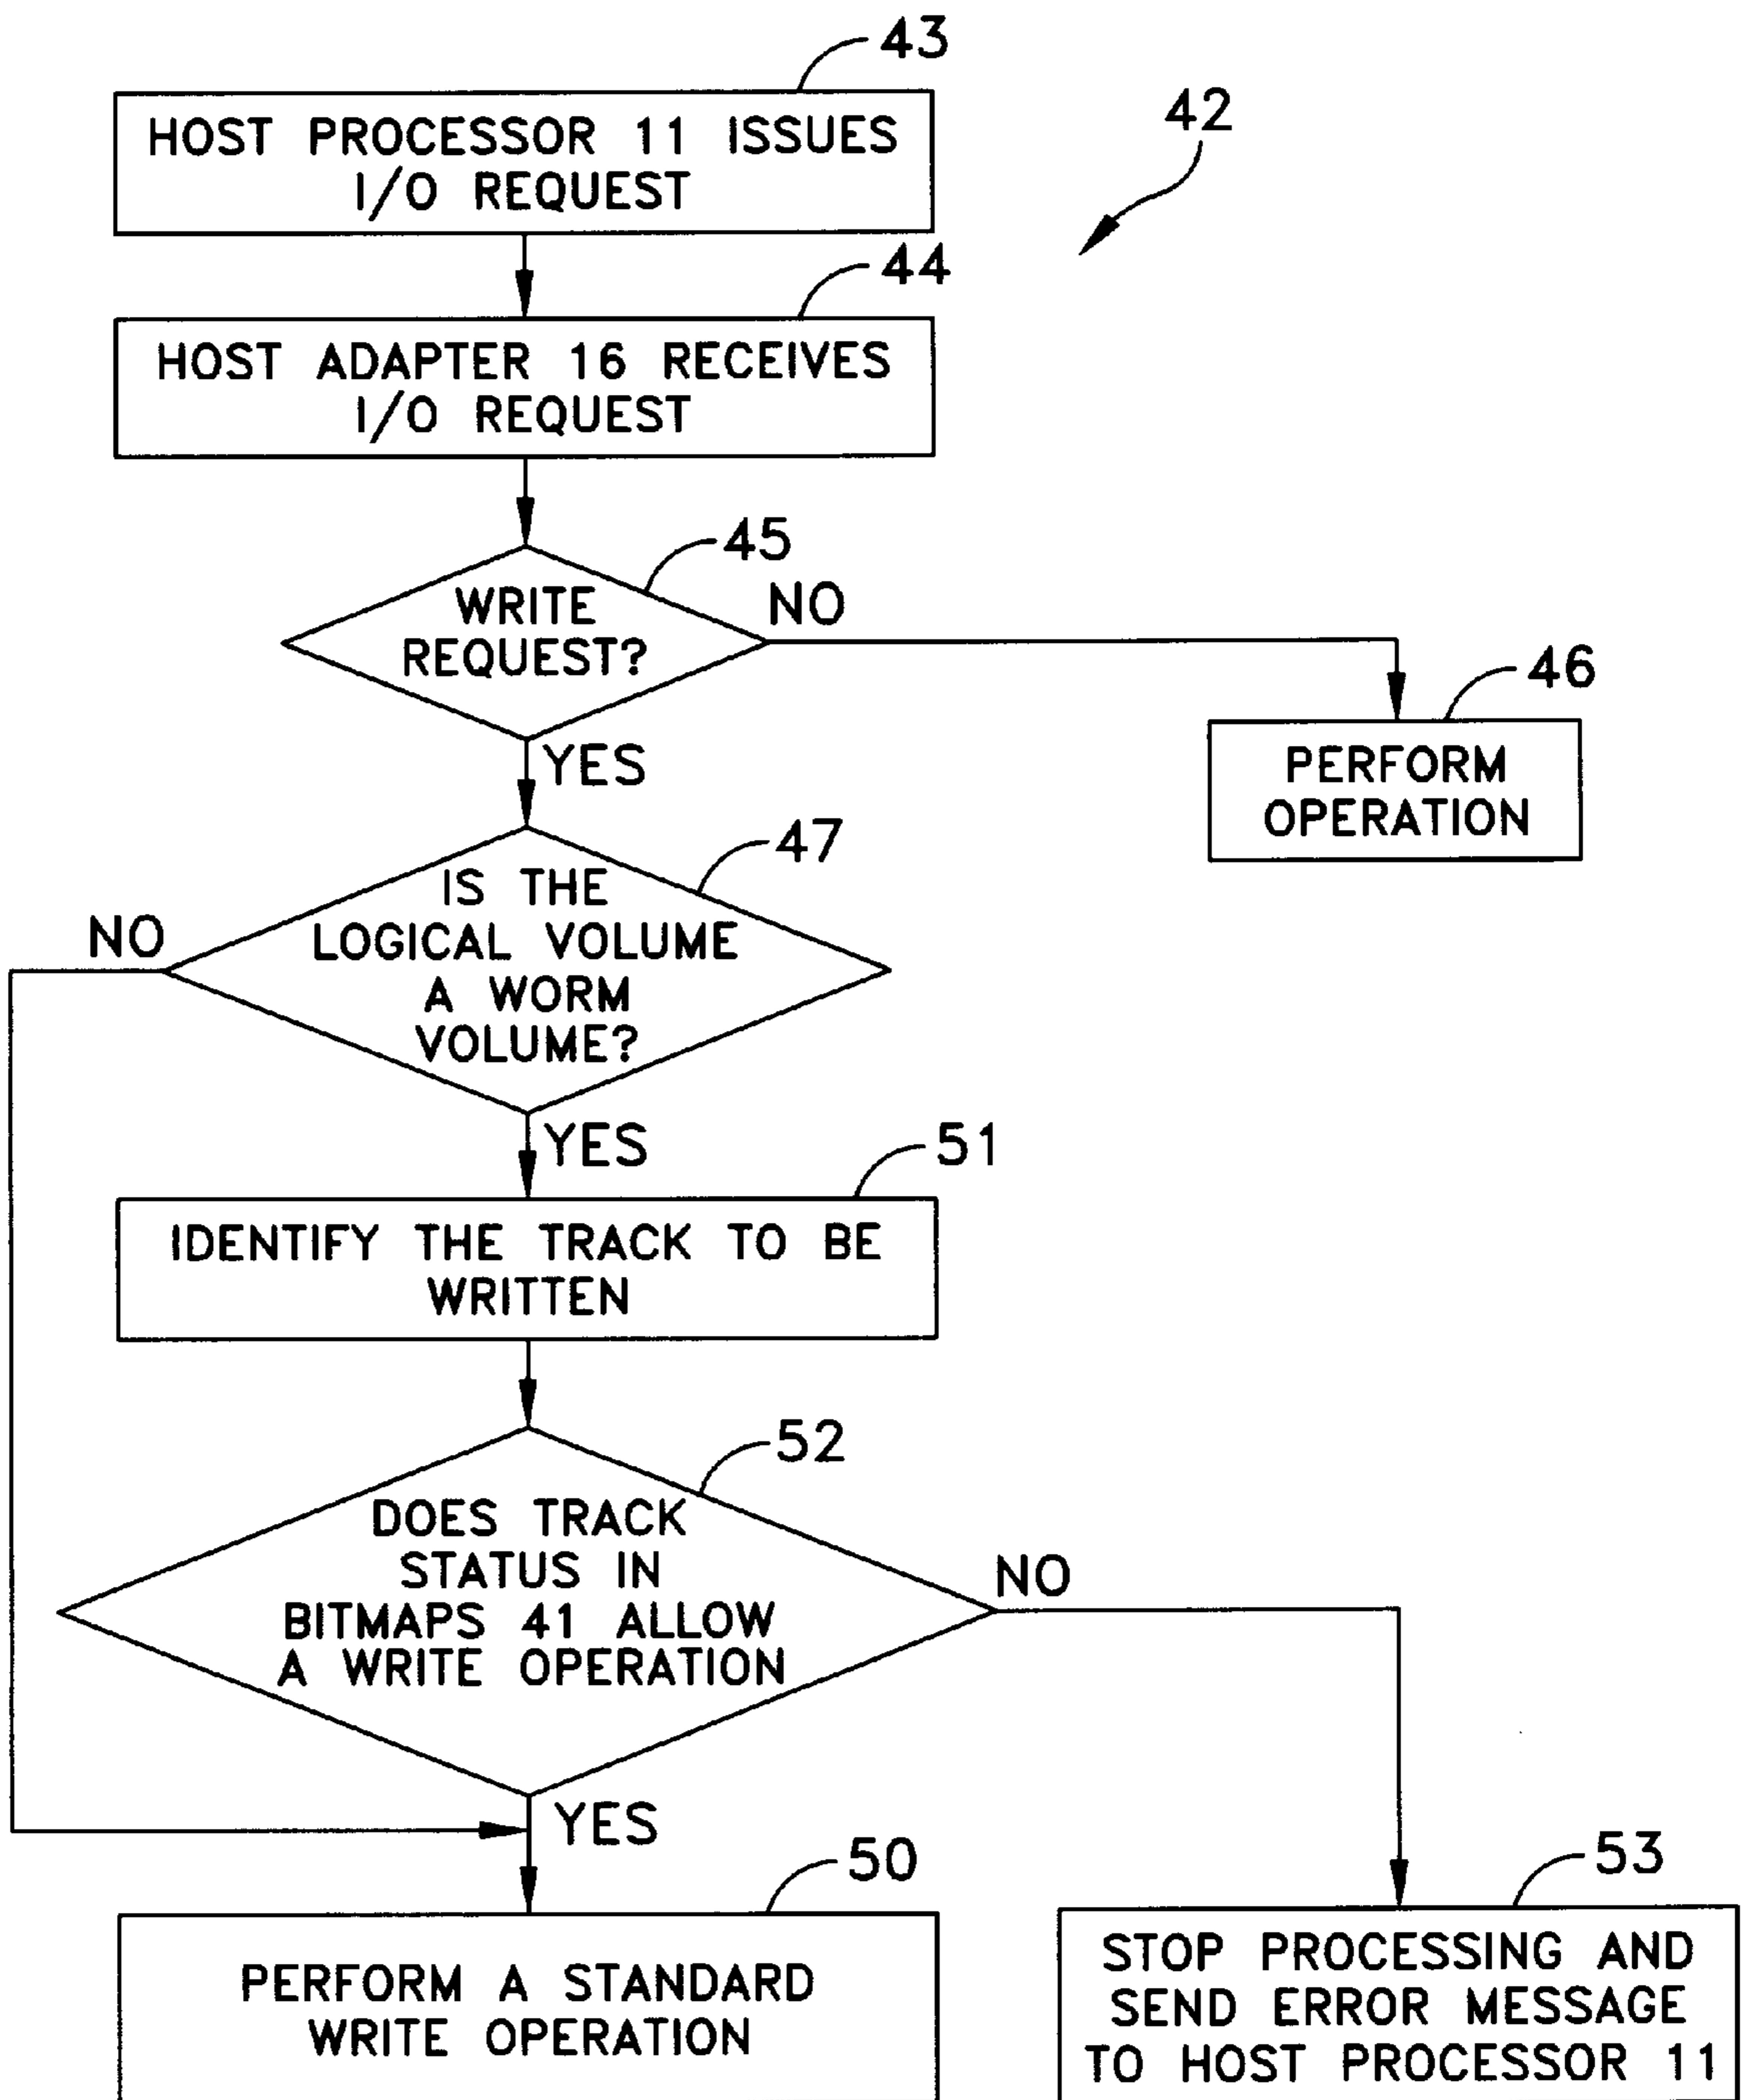 43
HOST PROCESSOR 11 ISSUES
I/O REQUEST
42
44
HOST ADAPTER 16 RECEIVES
I/O REQUEST
45
WRITE
REQUEST?
NO
46
PERFORM
OPERATION
YES
47
IS THE
LOGICAL VOLUME
A WORM
VOLUME?
NO
YES
51
IDENTIFY THE TRACK TO BE
WRITTEN
52
DOES TRACK
STATUS IN
BITMAPS 41 ALLOW
A WRITE OPERATION
NO
YES
50
PERFORM A STANDARD
WRITE OPERATION
53
STOP PROCESSING AND
SEND ERROR MESSAGE
TO HOST PROCESSOR 11